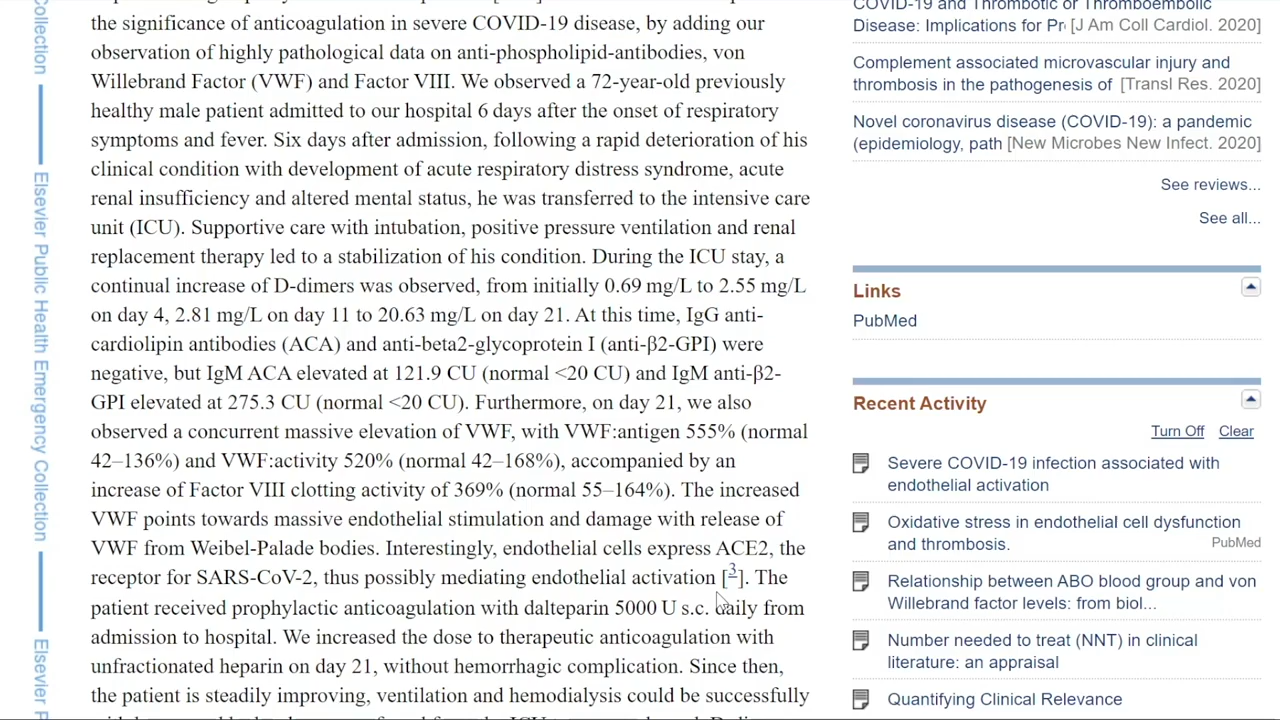 the significance of anticoagulation in severe COVID-19 disease, by adding our
observation of highly pathological data on anti-phospholipid-antibodies, von
Willebrand Factor (VWF) and Factor VIII. We observed a 72-year-old previously
healthy male patient admitted to our hospital 6 days after the onset of respiratory
symptoms and fever. Six days after admission, following a rapid deterioration of his
clinical condition with development of acute respiratory distress syndrome, acute
renal insufficiency and altered mental status, he was transferred to the intensive care
unit (ICU). Supportive care with intubation, positive pressure ventilation and renal
replacement therapy led to a stabilization of his condition. During the ICU stay, a
continual increase of D-dimers was observed, from initially 0.69 mg/L to 2.55 mg/L
on day 4, 2.81 mg/L on day 11 to 20.63 mg/L on day 21. At this time, IgG anti-
cardiolipin antibodies (ACA) and anti-beta2-glycoprotein I (anti-β2-GPI) were
negative, but IgM ACA elevated at 121.9 CU (normal <20 CU) and IgM anti-β2-
GPI elevated at 275.3 CU (normal <20 CU). Furthermore, on day 21, we also
observed a concurrent massive elevation of VWF, with VWF:antigen 555% (normal
42–136%) and VWF:activity 520% (normal 42–168%), accompanied by an
increase of Factor VIII clotting activity of 369% (normal 55–164%). The increased
VWF points towards massive endothelial stimulation and damage with release of
VWF from Weibel-Palade bodies. Interestingly, endothelial cells express ACE2, the
receptor for SARS-CoV-2, thus possibly mediating endothelial activation [3]. The
patient received prophylactic anticoagulation with dalteparin 5000 U s.c. daily from
admission to hospital. We increased the dose to therapeutic anticoagulation with
unfractionated heparin on day 21, without hemorrhagic complication. Since then,
the patient is steadily improving, ventilation and hemodialysis could be successfully
Collection
Elsevier Public Health Emergency Collection
Elsevier P
COVID-19 and Thrombotic or Thromboembolic
Disease: Implications for Pr [J Am Coll Cardiol. 2020]
Complement associated microvascular injury and
thrombosis in the pathogenesis of [Transl Res. 2020]
Novel coronavirus disease (COVID-19): a pandemic
(epidemiology, path [New Microbes New Infect. 2020]
See reviews...
See all...
Links
PubMed
Recent Activity
Turn Off Clear
Severe COVID-19 infection associated with
endothelial activation
Oxidative stress in endothelial cell dysfunction
and thrombosis. PubMed
Relationship between ABO blood group and von
Willebrand factor levels: from biol...
Number needed to treat (NNT) in clinical
literature: an appraisal
Quantifying Clinical Relevance